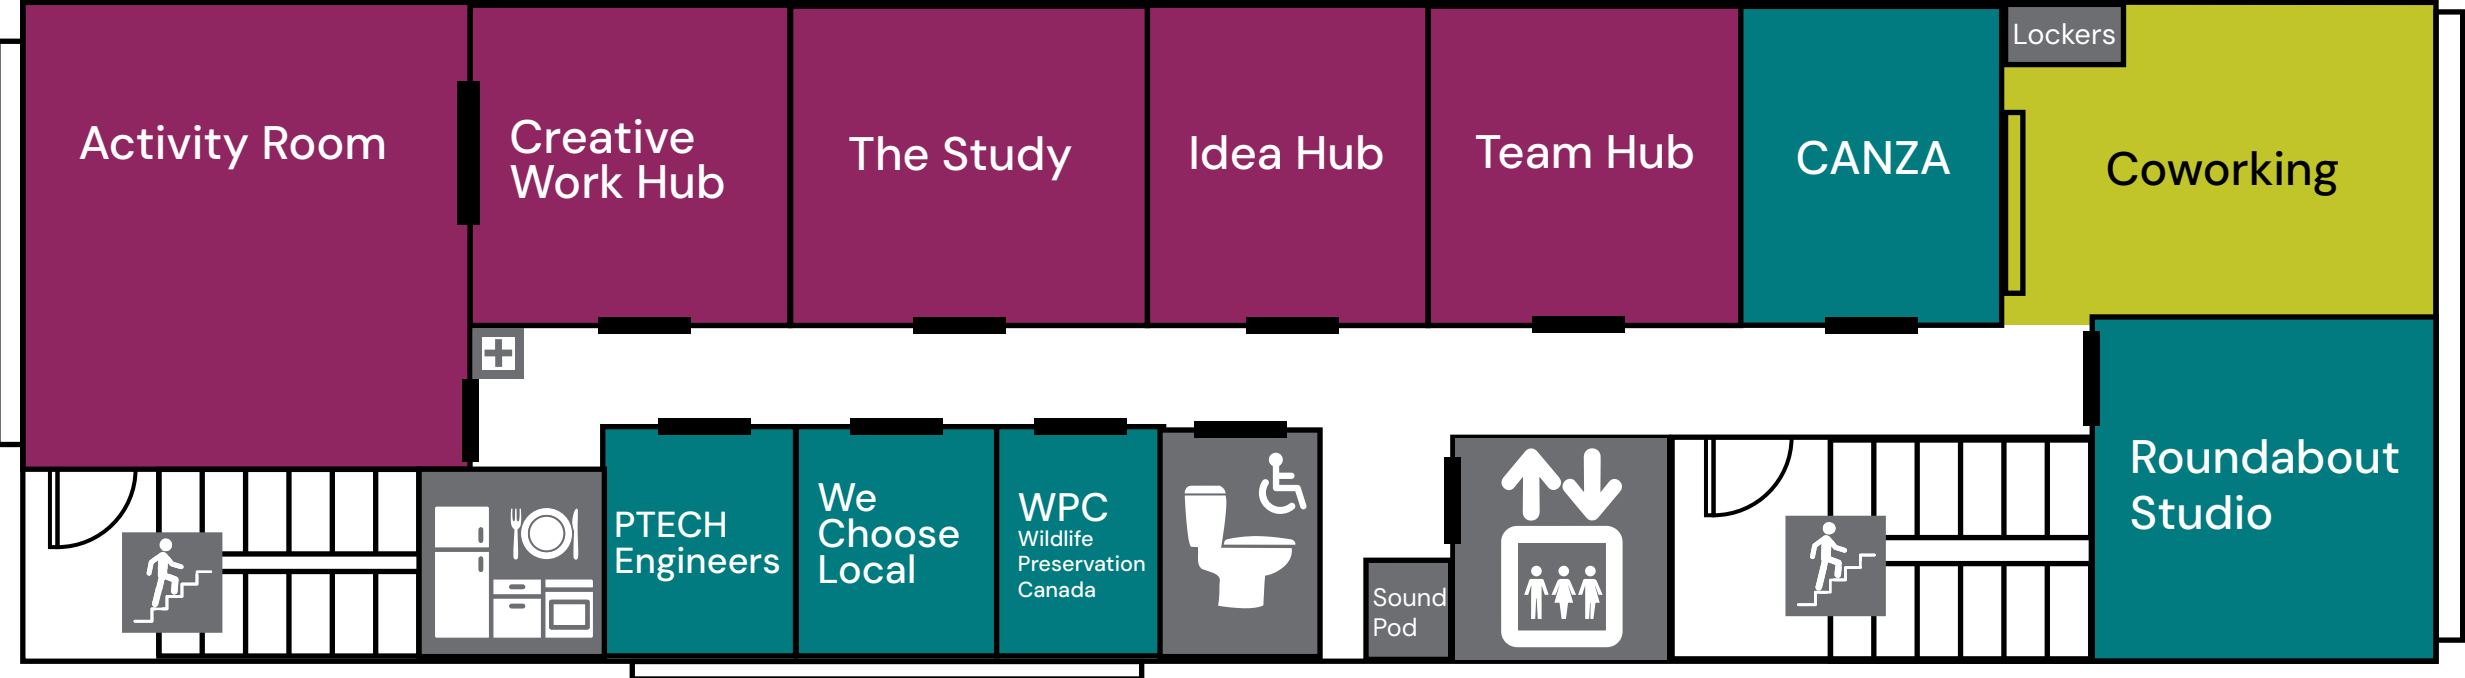 Activity Room
Creative
Work Hub
The Study
Idea Hub
Team Hub
CANZA
Lockers
Coworking
PTECH
Engineers
We
Choose
Local
WPC
Wildlife
Preservation
Canada
Sound
Pod
Roundabout
Studio